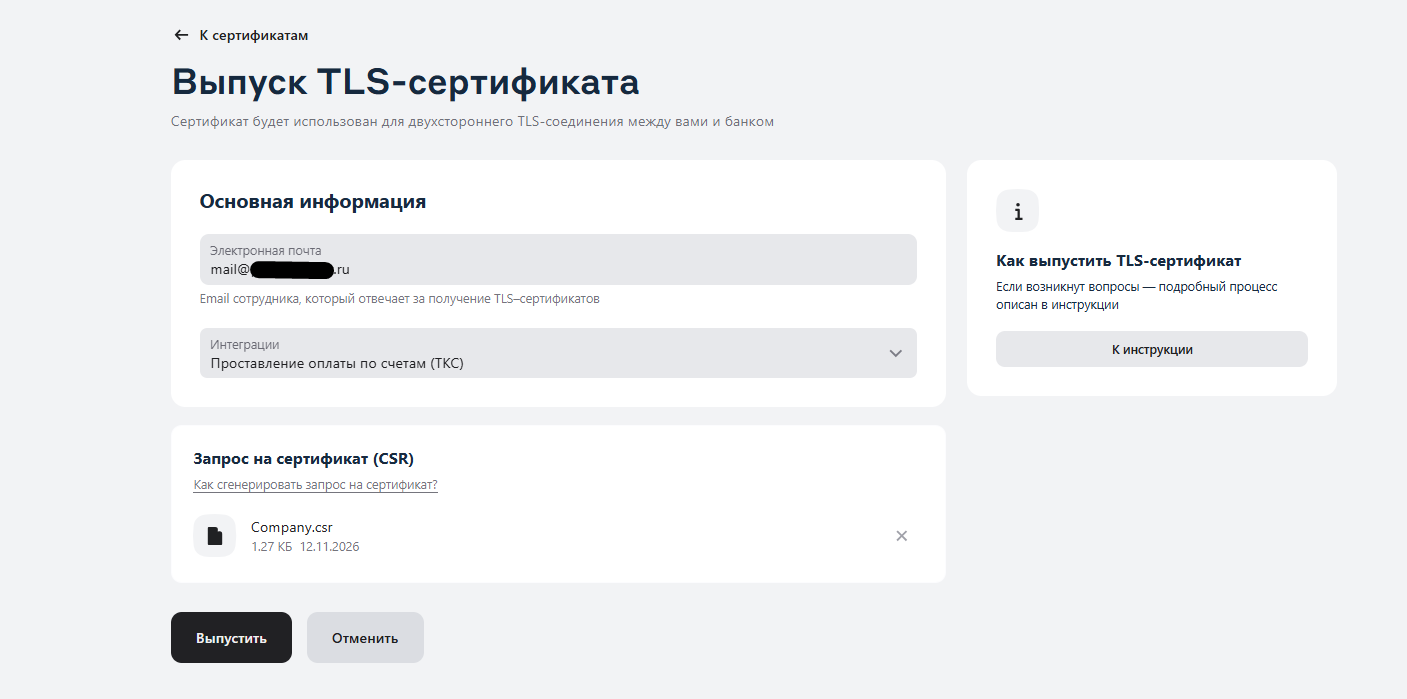 К сертификатам
Выпуск TLS-сертификата
Сертификат будет использован для двухстороннего TLS-соединения между вами и банком
Основная информация
Электронная почта
mail@ .ru
Email сотрудника, который отвечает за получение TLS–сертификатов
Интеграции
Проставление оплаты по счетам (ТКС)
Как выпустить TLS-сертификат
Если возникнут вопросы — подробный процесс
описан в инструкции
К инструкции
Запрос на сертификат (CSR)
Как сгенерировать запрос на сертификат?
Company.csr
1.27 КБ 12.11.2026
Выпустить
Отменить